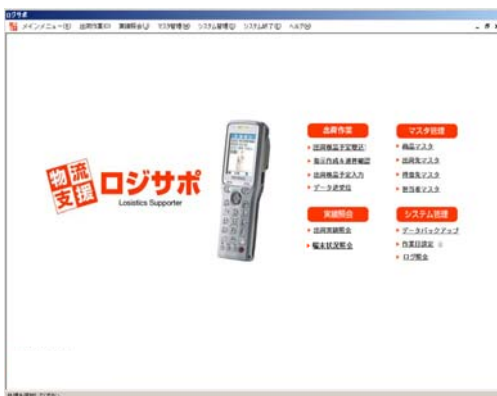 ロジサポ
メインメニュー(M) 出荷作業(O) 実績照会(J) マスタ管理(M) システム管理(S) システム終了(E) ヘルプ(H)
物流
支援
ロジサポ
Losistics Supporter
出荷作業
出荷検品予定取込
指示作成&進捗確認
出荷検品予定入力
データ送受信
マスタ管理
商品マスタ
出荷先マスタ
得意先マスタ
担当者マスタ
実績照会
出荷実績照会
端末状況照会
システム管理
データバックアップ
作業日設定
ログ照会